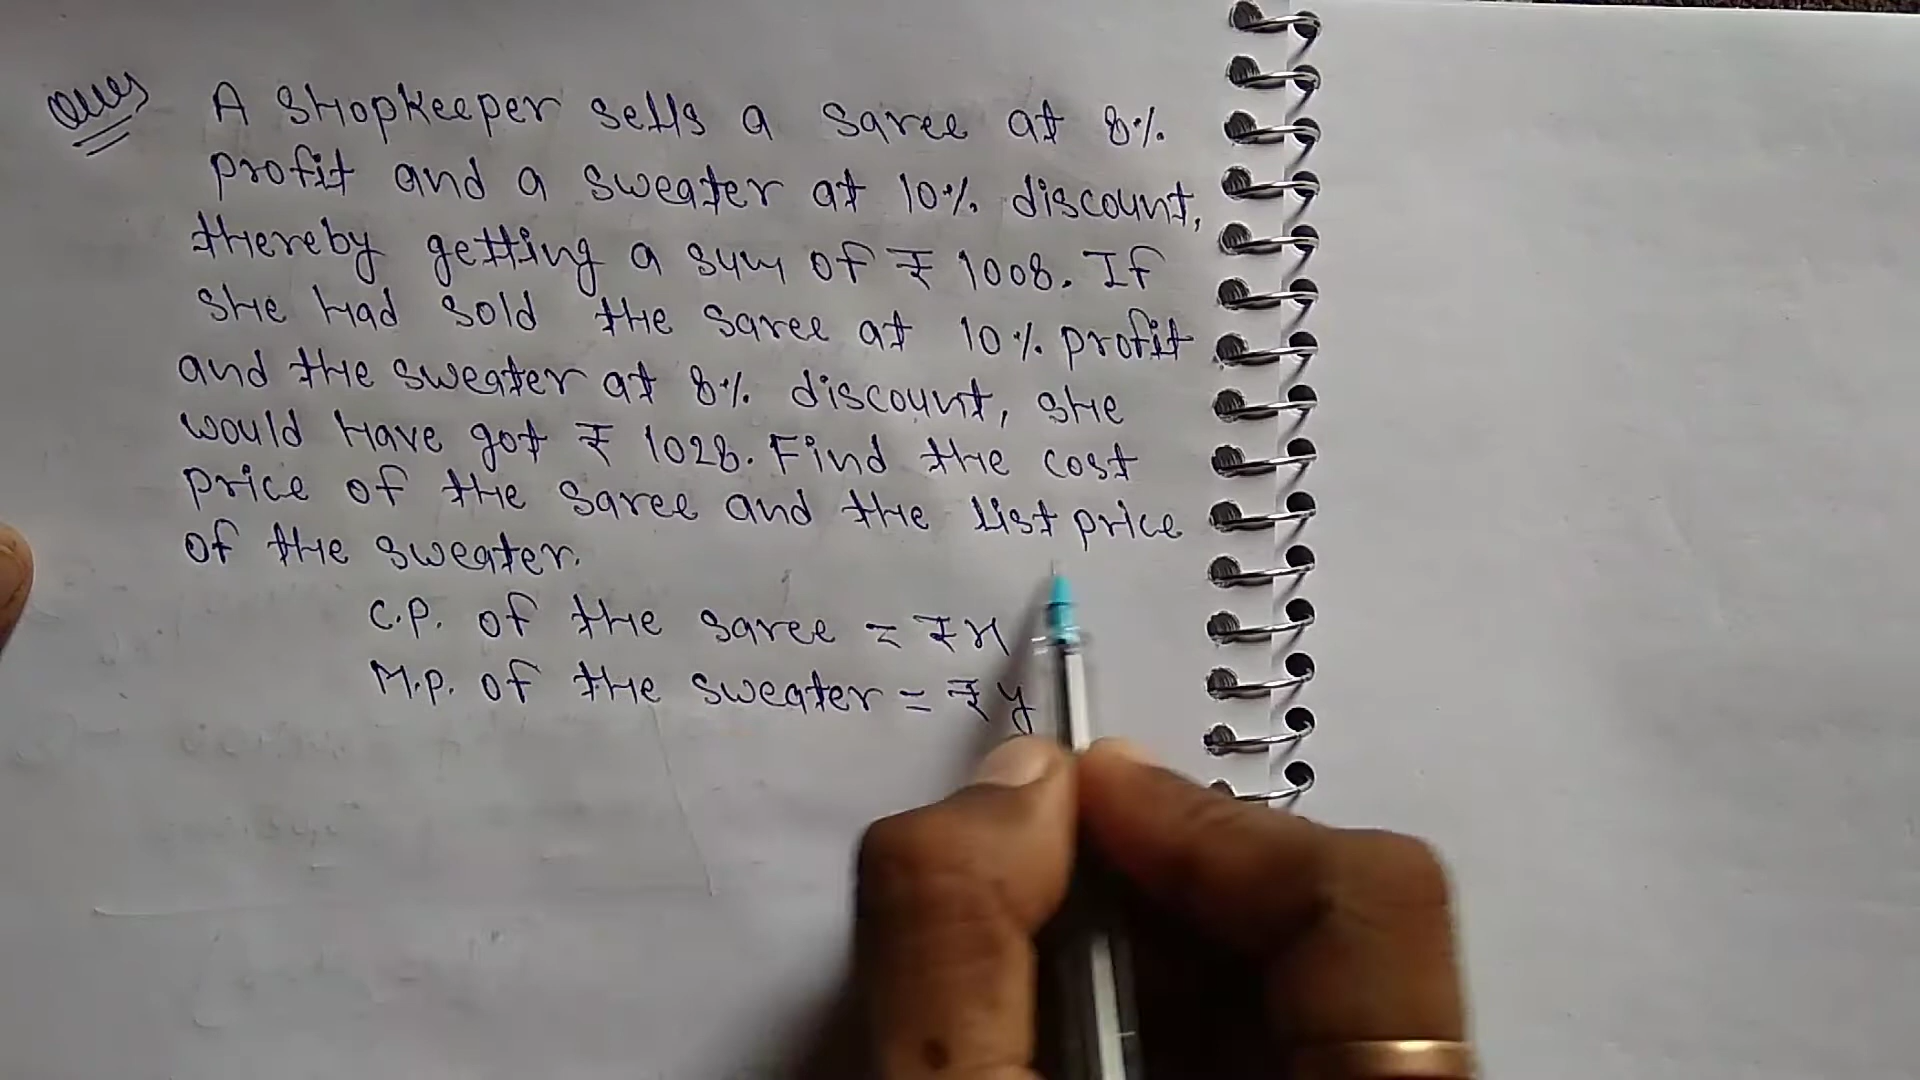 Ques A shopkeeper sells a saree at 8%
profit and a sweater at 10% discount,
thereby getting a sum of ₹ 1008. If
she had sold the saree at 10% profit
and the sweater at 8% discount, she
would have got ₹ 1028. Find the cost
price of the saree and the list price
of the sweater.
C.P. of the saree = ₹ x
M.P. of the sweater = ₹ y